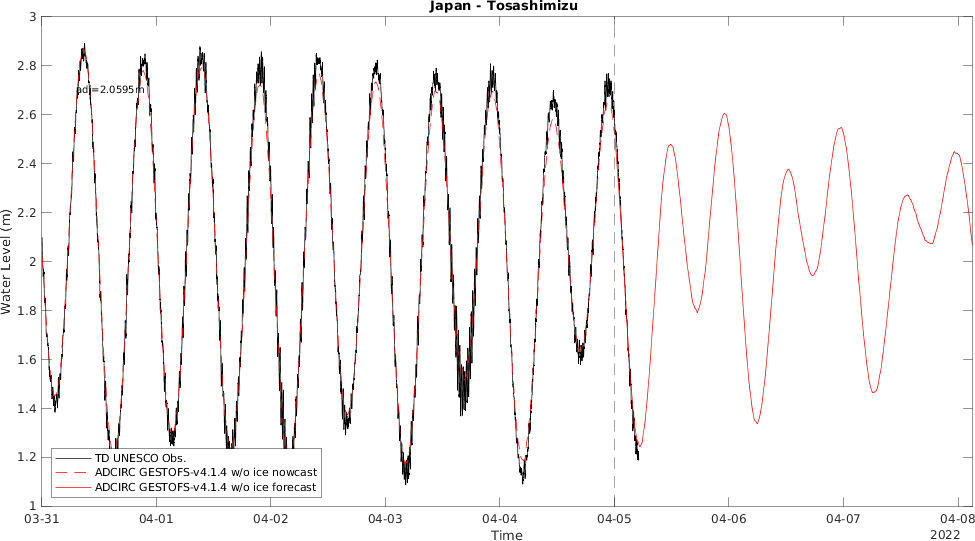 Japan - Tosashimizu
3
2.8
adj=2.0595m
2.6
2.4
2.2
2
1.8
1.6
1.4
1.2
1
Water Level (m)
TD UNESCO Obs.
ADCIRC GESTOFS-v4.1.4 w/o ice nowcast
ADCIRC GESTOFS-v4.1.4 w/o ice forecast
03-31 04-01 04-02 04-03 04-04 04-05 04-06 04-07 04-08
Time
2022